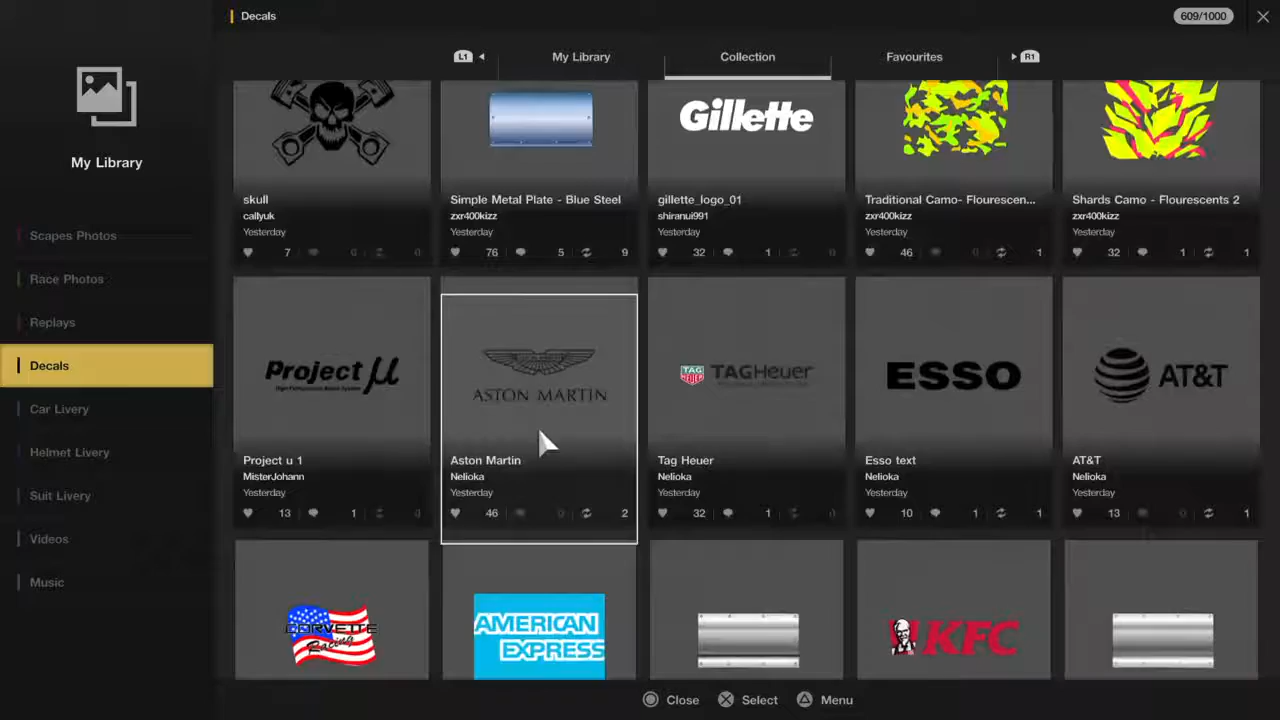 Decals
609/1000
L1
My Library
Collection
Favourites
R1
My Library
Scapes Photos
Race Photos
Replays
Decals
Car Livery
Helmet Livery
Suit Livery
Videos
Music
Gillette
skull
callyuk
Yesterday
7 0 0
Simple Metal Plate - Blue Steel
zxr400kizz
Yesterday
76 5 9
gillette_logo_01
shiranui991
Yesterday
32 1 0
Traditional Camo- Flourescen...
zxr400kizz
Yesterday
46 0 1
Shards Camo - Flourescents 2
zxr400kizz
Yesterday
32 1 1
Project μ
Project u 1
MisterJohann
Yesterday
13 1 0
ASTON MARTIN
Aston Martin
Nelioka
Yesterday
46 0 2
TAG HEUER
TAGHeuer
Tag Heuer
Nelioka
Yesterday
32 1 0
ESSO
Esso text
Nelioka
Yesterday
10 1 1
AT&T
AT&T
Nelioka
Yesterday
13 0 1
CORVETTE
Racing
AMERICAN
EXPRESS
KFC
Close
Select
Menu